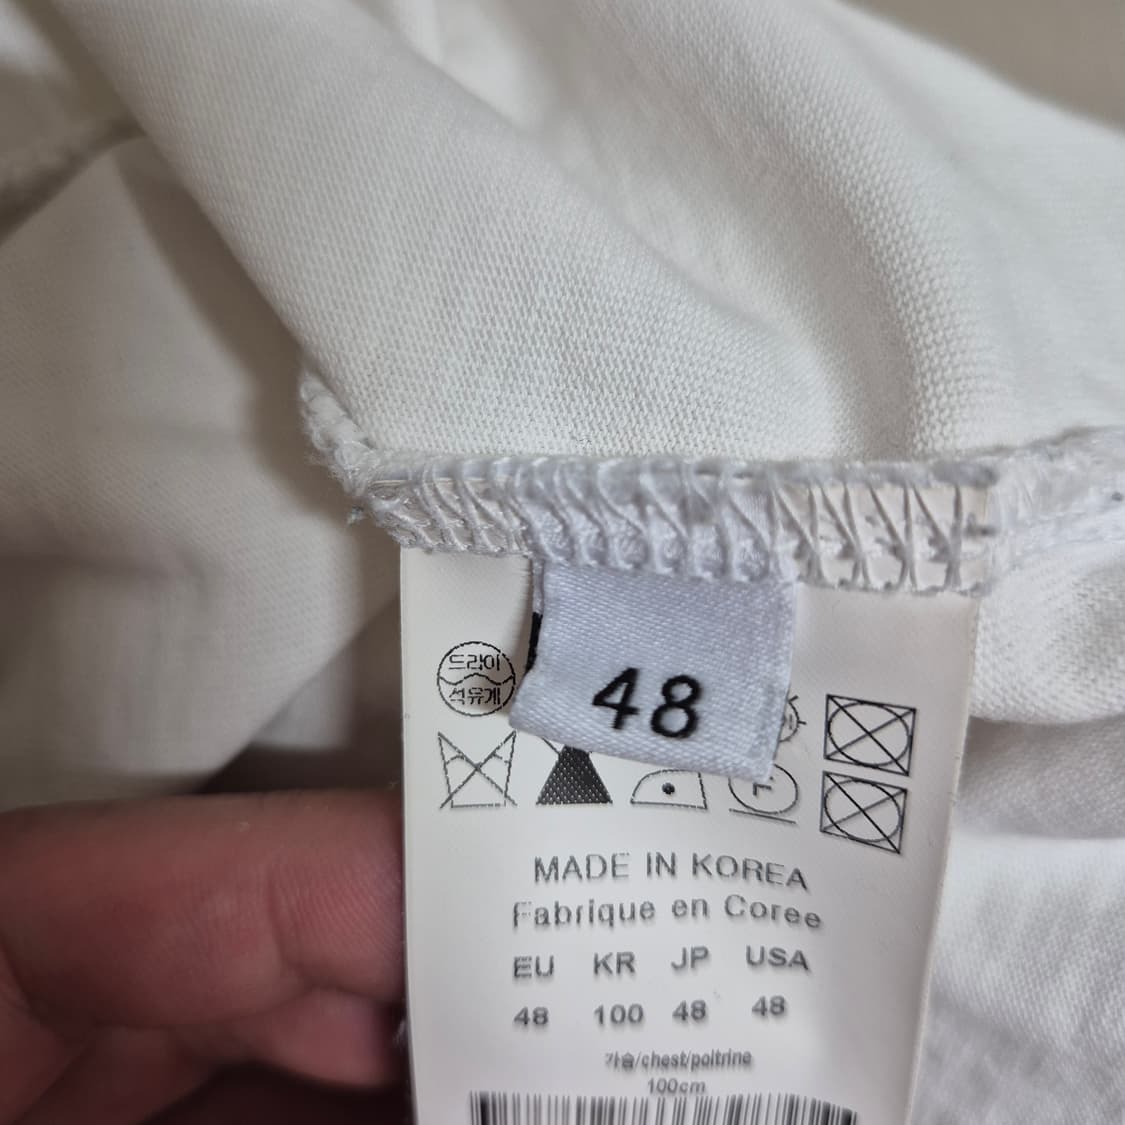 48
드라이
석유계
MADE IN KOREA
Fabrique en Coree
EU KR JP USA
48 100 48 48
가슴/chest/poitrine
100cm